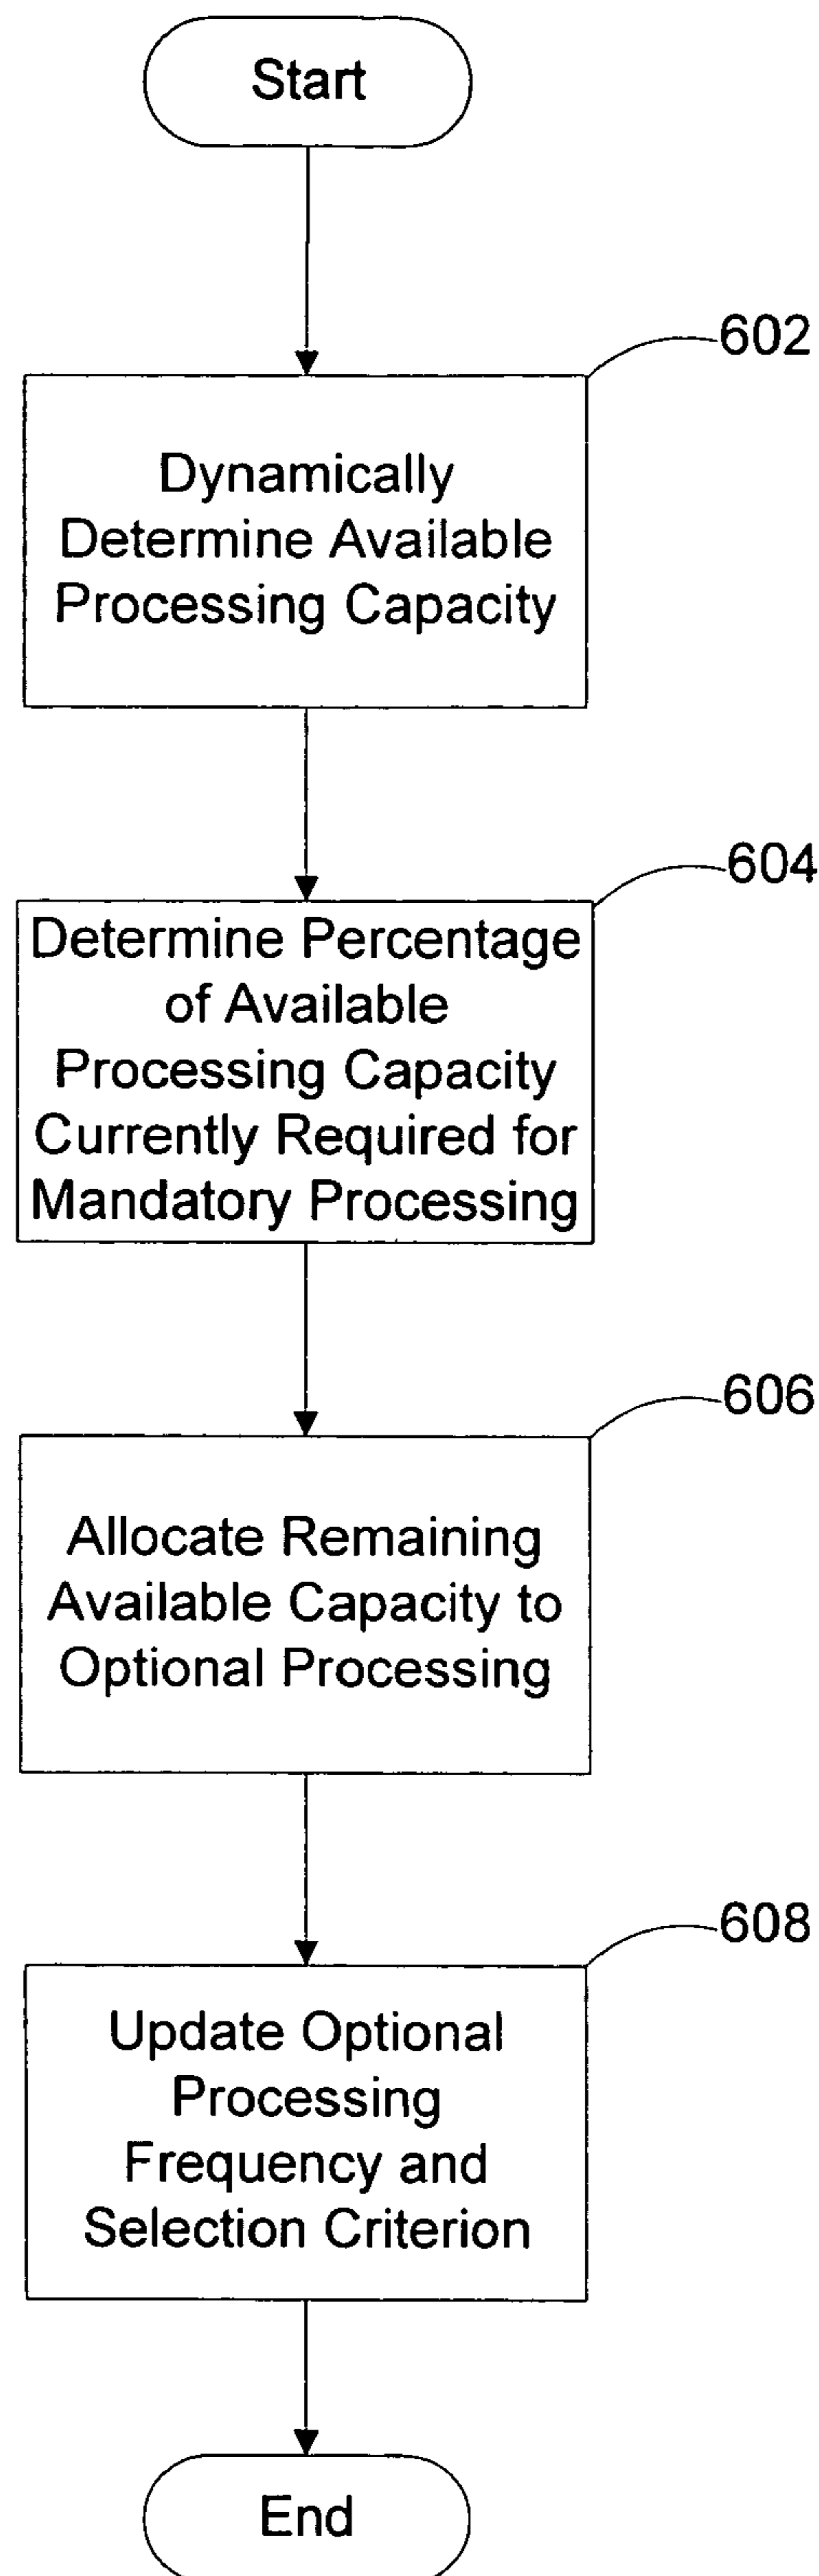 Start
602
Dynamically
Determine Available
Processing Capacity
604
Determine Percentage
of Available
Processing Capacity
Currently Required for
Mandatory Processing
606
Allocate Remaining
Available Capacity to
Optional Processing
608
Update Optional
Processing
Frequency and
Selection Criterion
End